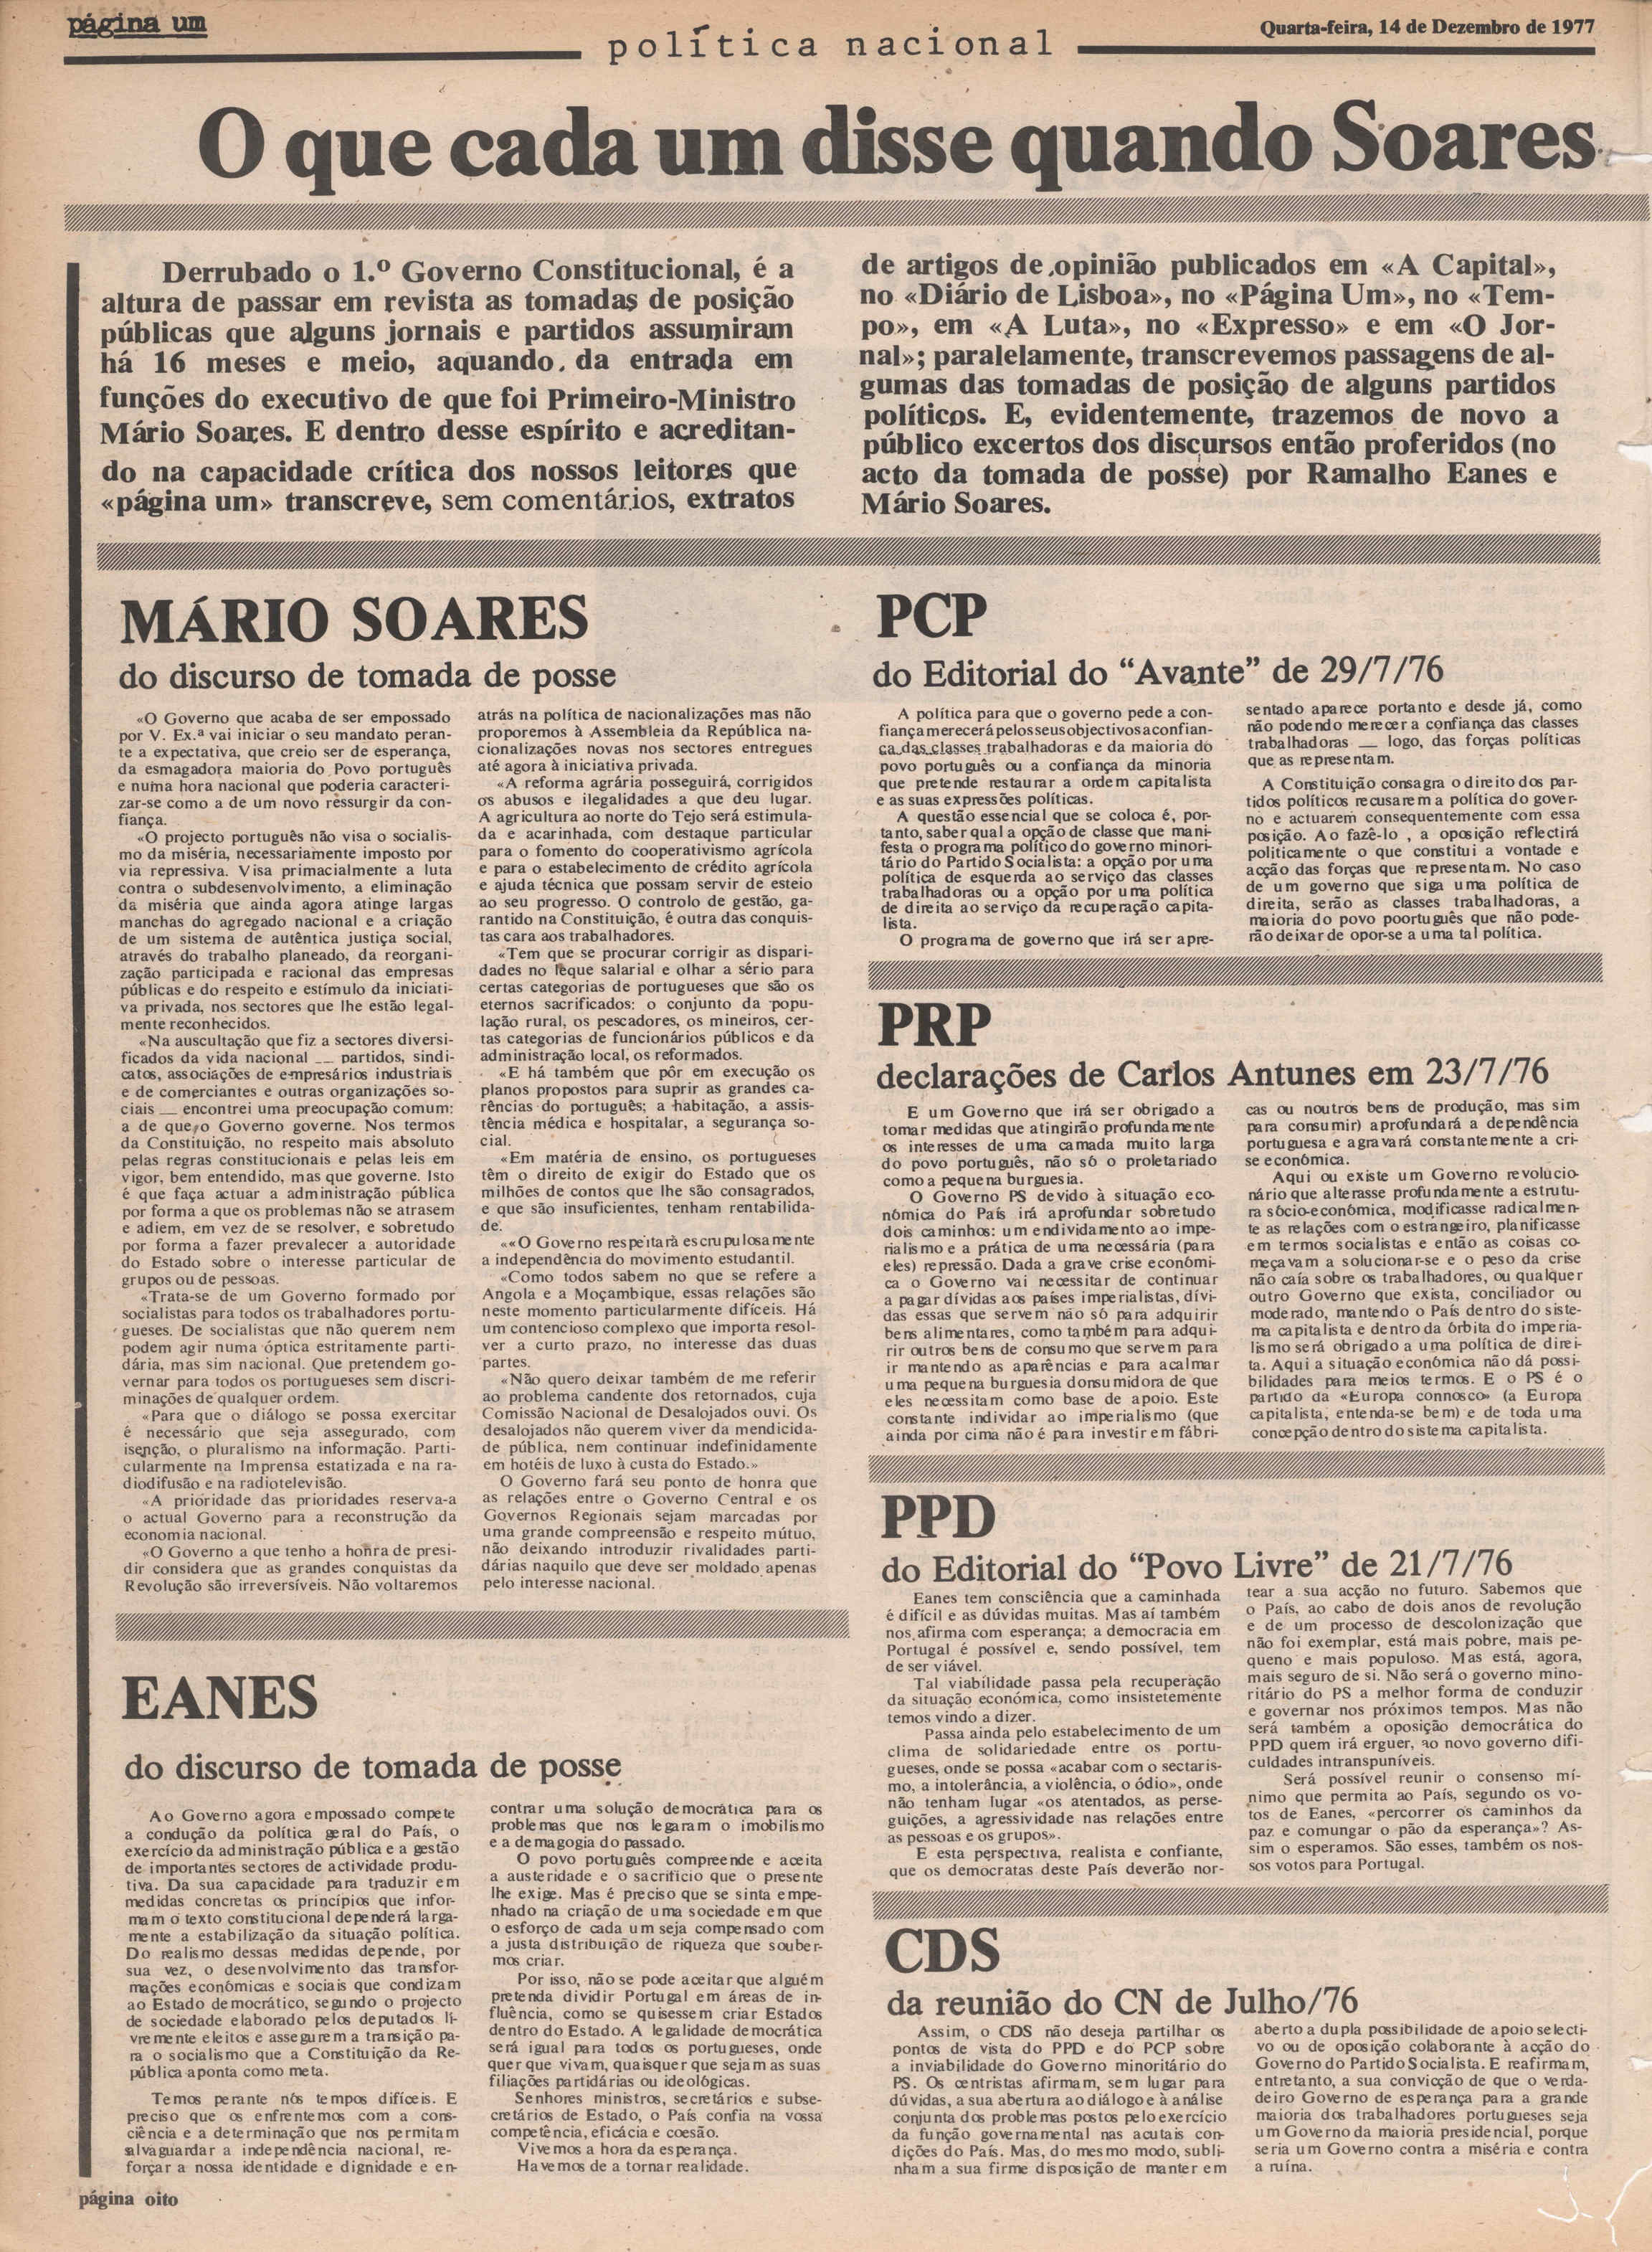 página um
política nacional
Quarta-feira, 14 de Dezembro de 1977
O que cada um disse quando Soares
Derrubado o 1.º Governo Constitucional, é a
altura de passar em revista as tomadas de posição
públicas que alguns jornais e partidos assumiram
há 16 meses e meio, aquando, da entrada em
funções do executivo de que foi Primeiro-Ministro
Mário Soares. E dentro desse espírito e acreditan-
do na capacidade crítica dos nossos leitores que
«página um» transcreve, sem comentários, extratos
de artigos de opinião publicados em «A Capital»,
no «Diário de Lisboa», no «Página Um», no «Tem-
po», em «A Luta», no «Expresso» e em «O Jor-
nal»; paralelamente, transcrevemos passagens de al-
gumas das tomadas de posição de alguns partidos
políticos. E, evidentemente, trazemos de novo a
público excertos dos discursos então proferidos (no
acto da tomada de posse) por Ramalho Eanes e
Mário Soares.
MÁRIO SOARES
do discurso de tomada de posse
«O Governo que acaba de ser empossado
por V. Ex.ª vai iniciar o seu mandato peran-
te a expectativa, que creio ser de esperança,
da esmagadora maioria do Povo português
e numa hora nacional que poderia caracteri-
zar-se como a de um novo ressurgir da con-
fiança.
«O projecto português não visa o socialis-
mo da miséria, necessariamente imposto por
via repressiva. Visa primacialmente a luta
contra o subdesenvolvimento, a eliminação
da miséria que ainda agora atinge largas
manchas do agregado nacional e a criação
de um sistema de autêntica justiça social,
através do trabalho planeado, da reorgani-
zação participada e racional das empresas
públicas e do respeito e estímulo da iniciati-
va privada, nos sectores que lhe estão legal-
mente reconhecidos.
«Na auscultação que fiz a sectores diversi-
ficados da vida nacional — partidos, sindi-
catos, associações de empresários industriais
e de comerciantes e outras organizações so-
ciais — encontrei uma preocupação comum:
a de que o Governo governe. Nos termos
da Constituição, no respeito mais absoluto
pelas regras constitucionais e pelas leis em
vigor, bem entendido, mas que governe. Isto
é que faça actuar a administração pública
por forma a que os problemas não se atrasem
e adiem, em vez de se resolver, e sobretudo
por forma a fazer prevalecer a autoridade
do Estado sobre o interesse particular de
grupos ou de pessoas.
«Trata-se de um Governo formado por
socialistas para todos os trabalhadores portu-
gueses. De socialistas que não querem nem
podem agir numa óptica estritamente parti-
dária, mas sim nacional. Que pretendem go-
vernar para todos os portugueses sem discri-
minações de qualquer ordem.
«Para que o diálogo se possa exercitar
é necessário que seja assegurado, com
isenção, o pluralismo na informação. Parti-
cularmente na Imprensa estatizada e na ra-
diodifusão e na radiotelevisão.
«A prioridade das prioridades reserva-a
o actual Governo para a reconstrução da
economia nacional.
«O Governo a que tenho a honra de presi-
dir considera que as grandes conquistas da
Revolução são irreversíveis. Não voltaremos
atrás na política de nacionalizações mas não
proporemos à Assembleia da República na-
cionalizações novas nos sectores entregues
até agora à iniciativa privada.
«A reforma agrária posseguirá, corrigidos
os abusos e ilegalidades a que deu lugar.
A agricultura ao norte do Tejo será estimula-
da e acarinhada, com destaque particular
para o fomento do cooperativismo agrícola
e para o estabelecimento de crédito agrícola
e ajuda técnica que possam servir de esteio
ao seu progresso. O controlo de gestão, ga-
rantido na Constituição, é outra das conquis-
tas cara aos trabalhadores.
«Tem que se procurar corrigir as dispari-
dades no leque salarial e olhar a sério para
certas categorias de portugueses que são os
eternos sacrificados: o conjunto da popu-
lação rural, os pescadores, os mineiros, cer-
tas categorias de funcionários públicos e da
administração local, os reformados.
«E há também que pôr em execução os
planos propostos para suprir as grandes ca-
rências do português; a habitação, a assis-
tência médica e hospitalar, a segurança so-
cial.
«Em matéria de ensino, os portugueses
têm o direito de exigir do Estado que os
milhões de contos que lhe são consagrados,
e que são insuficientes, tenham rentabilida-
de.
««O Governo respeitará escrupulosamente
a independência do movimento estudantil.
«Como todos sabem no que se refere a
Angola e a Moçambique, essas relações são
neste momento particularmente difíceis. Há
um contencioso complexo que importa resol-
ver a curto prazo, no interesse das duas
partes.
«Não quero deixar também de me referir
ao problema candente dos retornados, cuja
Comissão Nacional de Desalojados ouvi. Os
desalojados não querem viver da mendicida-
de pública, nem continuar indefinidamente
em hotéis de luxo à custa do Estado.»
O Governo fará seu ponto de honra que
as relações entre o Governo Central e os
Governos Regionais sejam marcadas por
uma grande compreensão e respeito mútuo,
não deixando introduzir rivalidades parti-
dárias naquilo que deve ser moldado apenas
pelo interesse nacional.
EANES
do discurso de tomada de posse
Ao Governo agora empossado compete
a condução da política geral do País, o
exercício da administração pública e a gestão
de importantes sectores de actividade produ-
tiva. Da sua capacidade para traduzir em
medidas concretas os princípios que infor-
mam o texto constitucional dependerá larga-
mente a estabilização da situação política.
Do realismo dessas medidas depende, por
sua vez, o desenvolvimento das transfor-
mações económicas e sociais que condizam
ao Estado democrático, segundo o projecto
de sociedade elaborado pelos deputados li-
vremente eleitos e assegurem a transição pa-
ra o socialismo que a Constituição da Re-
pública aponta como meta.
Temos perante nós tempos difíceis. E
preciso que os enfrentemos com a cons-
ciência e a determinação que nos permitam
salvaguardar a independência nacional, re-
forçar a nossa identidade e dignidade e en-
contrar uma solução democrática para os
problemas que nos legaram o imobilismo
e a demagogia do passado.
O povo português compreende e aceita
a austeridade e o sacrifício que o presente
lhe exige. Mas é preciso que se sinta empe-
nhado na criação de uma sociedade em que
o esforço de cada um seja compensado com
a justa distribuição de riqueza que souber-
mos criar.
Por isso, não se pode aceitar que alguém
pretenda dividir Portugal em áreas de in-
fluência, como se quisessem criar Estados
dentro do Estado. A legalidade democrática
será igual para todos os portugueses, onde
quer que vivam, quaisquer que sejam as suas
filiações partidárias ou ideológicas.
Senhores ministros, secretários e subse-
cretários de Estado, o País confia na vossa
competência, eficácia e coesão.
Vivemos a hora da esperança.
Havemos de a tornar realidade.
PCP
do Editorial do "Avante" de 29/7/76
A política para que o governo pede a con-
fiança merecerá pelos seus objectivos a confian-
ça das classes trabalhadoras e da maioria do
povo português ou a confiança da minoria
que pretende restaurar a ordem capitalista
e as suas expressões políticas.
A questão essencial que se coloca é, por-
tanto, saber qual a opção de classe que mani-
festa o programa político do governo minori-
tário do Partido Socialista: a opção por uma
política de esquerda ao serviço das classes
trabalhadoras ou a opção por uma política
de direita ao serviço da recuperação capita-
lista.
O programa de governo que irá ser apre-
sentado aparece portanto e desde já, como
não podendo merecer a confiança das classes
trabalhadoras — logo, das forças políticas
que as representam.
A Constituição consagra o direito dos par-
tidos políticos recusarem a política do gover-
no e actuarem consequentemente com essa
posição. Ao fazê-lo , a oposição reflectirá
politicamente o que constitui a vontade e
acção das forças que representam. No caso
de um governo que siga uma política de
direita, serão as classes trabalhadoras, a
maioria do povo poortuguês que não pode-
rão deixar de opor-se a uma tal política.
PRP
declarações de Carlos Antunes em 23/7/76
E um Governo que irá ser obrigado a
tomar medidas que atingirão profundamente
os interesses de uma camada muito larga
do povo português, não só o proletariado
como a pequena burguesia.
O Governo PS devido à situação eco-
nómica do País irá aprofundar sobretudo
dois caminhos: um endividamento ao impe-
rialismo e a prática de uma necessária (para
eles) repressão. Dada a grave crise económi-
ca o Governo vai necessitar de continuar
a pagar dívidas aos países imperialistas, dívi-
das essas que servem não só para adquirir
bens alimentares, como também para adqui-
rir outros bens de consumo que servem para
ir mantendo as aparências e para acalmar
uma pequena burguesia donsumidora de que
eles necessitam como base de apoio. Este
constante individar ao imperialismo (que
ainda por cima não é para investir em fábri-
cas ou noutros bens de produção, mas sim
para consumir) aprofundará a dependência
portuguesa e agravará constantemente a cri-
se económica.
Aqui ou existe um Governo revolucio-
nário que alterasse profundamente a estrutu-
ra sócio-económica, modificasse radicalmen-
te as relações com o estrangeiro, planificasse
em termos socialistas e então as coisas co-
meçavam a solucionar-se e o peso da crise
não caía sobre os trabalhadores, ou qualquer
outro Governo que exista, conciliador ou
moderado, mantendo o País dentro do siste-
ma capitalista e dentro da órbita do imperia-
lismo será obrigado a uma política de direi-
ta. Aqui a situação económica não dá possi-
bilidades para meios termos. E o PS é o
partido da «Europa connosco» (a Europa
capitalista, entenda-se bem) e de toda uma
concepção dentro do sistema capitalista.
PPD
do Editorial do "Povo Livre" de 21/7/76
Eanes tem consciência que a caminhada
é difícil e as dúvidas muitas. Mas aí também
nos afirma com esperança; a democracia em
Portugal é possível e, sendo possível, tem
de ser viável.
Tal viabilidade passa pela recuperação
da situação económica, como insistetemente
temos vindo a dizer.
Passa ainda pelo estabelecimento de um
clima de solidariedade entre os portu-
gueses, onde se possa «acabar com o sectaris-
mo, a intolerância, a violência, o ódio», onde
não tenham lugar «os atentados, as perse-
guições, a agressividade nas relações entre
as pessoas e os grupos».
E esta perspectiva, realista e confiante,
que os democratas deste País deverão nor-
tear a sua acção no futuro. Sabemos que
o País, ao cabo de dois anos de revolução
e de um processo de descolonização que
não foi exemplar, está mais pobre, mais pe-
queno e mais populoso. Mas está, agora,
mais seguro de si. Não será o governo mino-
ritário do PS a melhor forma de conduzir
e governar nos próximos tempos. Mas não
será também a oposição democrática do
PPD quem irá erguer, ao novo governo difi-
culdades intranspuníveis.
Será possível reunir o consenso mí-
nimo que permita ao País, segundo os vo-
tos de Eanes, «percorrer os caminhos da
paz e comungar o pão da esperança»? As-
sim o esperamos. São esses, também os nos-
sos votos para Portugal.
CDS
da reunião do CN de Julho/76
Assim, o CDS não deseja partilhar os
pontos de vista do PPD e do PCP sobre
a inviabilidade do Governo minoritário do
PS. Os centristas afirmam, sem lugar para
dúvidas, a sua abertura ao diálogo e à análise
conjunta dos problemas postos pelo exercício
da função governamental nas acutais con-
dições do País. Mas, do mesmo modo, subli-
nham a sua firme disposição de manter em
aberto a dupla possibilidade de apoio selecti-
vo ou de oposição colaborante à acção do
Governo do Partido Socialista. E reafirmam,
entretanto, a sua convicção de que o verda-
deiro Governo de esperança para a grande
maioria dos trabalhadores portugueses seja
um Governo da maioria presidencial, porque
seria um Governo contra a miséria e contra
a ruína.
página oito